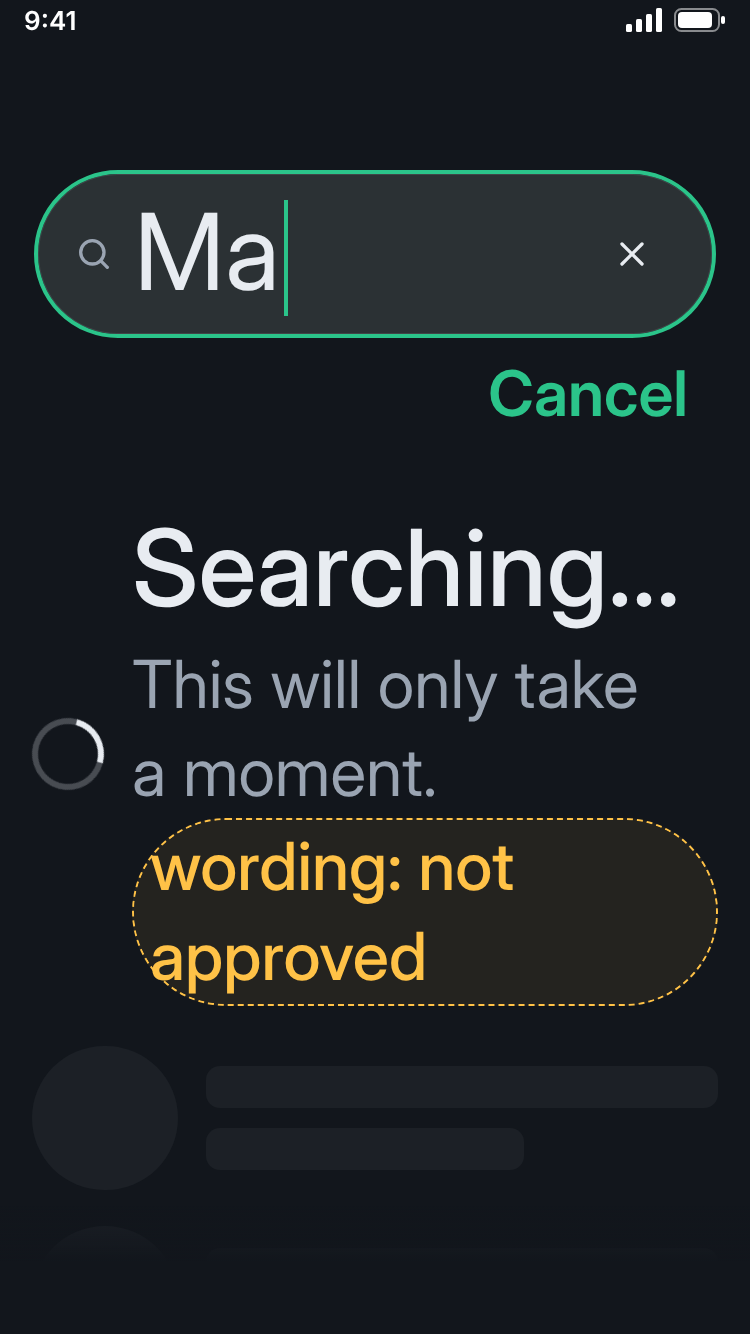 9:41
Ma
Cancel
Searching...
This will only take
a moment.
wording: not
approved